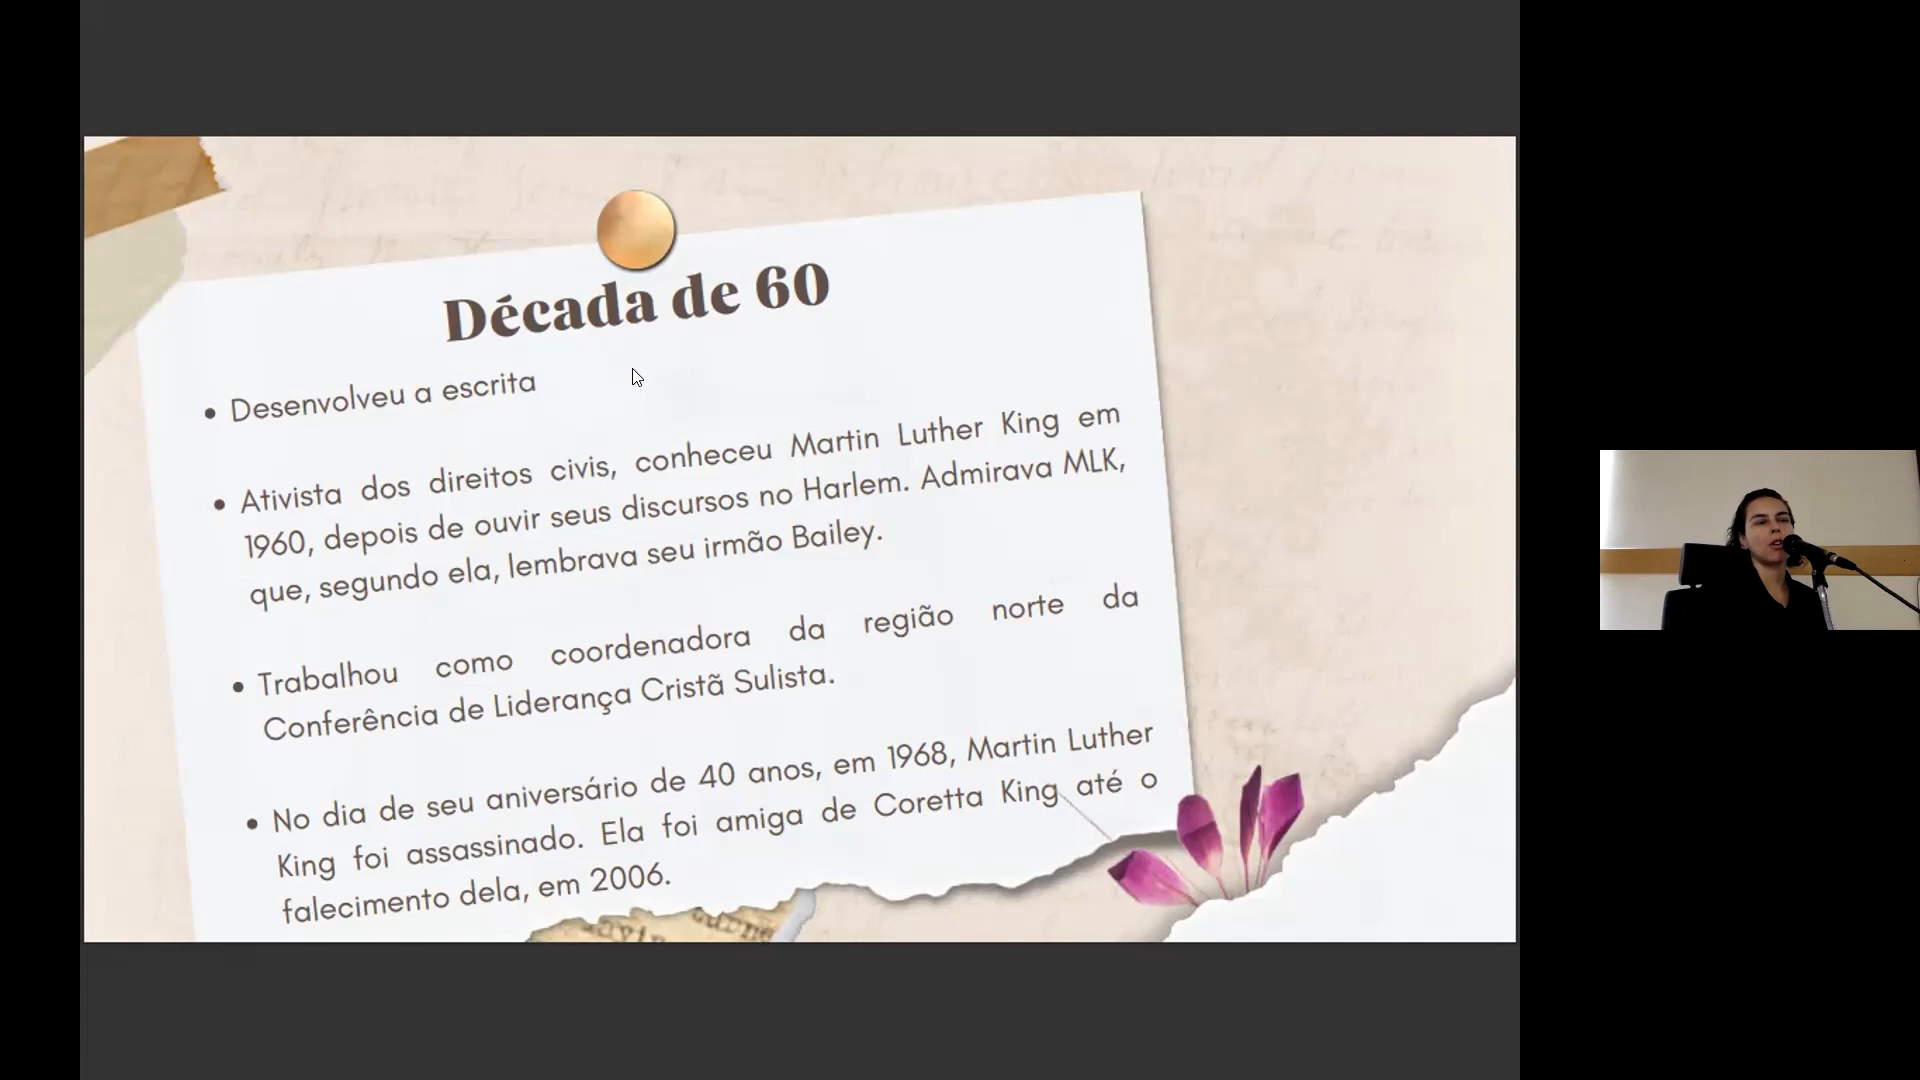 Década de 60
• Desenvolveu a escrita
• Ativista dos direitos civis, conheceu Martin Luther King em
1960, depois de ouvir seus discursos no Harlem. Admirava MLK,
que, segundo ela, lembrava seu irmão Bailey.
• Trabalhou como coordenadora da região norte da
Conferência de Liderança Cristã Sulista.
• No dia de seu aniversário de 40 anos, em 1968, Martin Luther
King foi assassinado. Ela foi amiga de Coretta King até o
falecimento dela, em 2006.